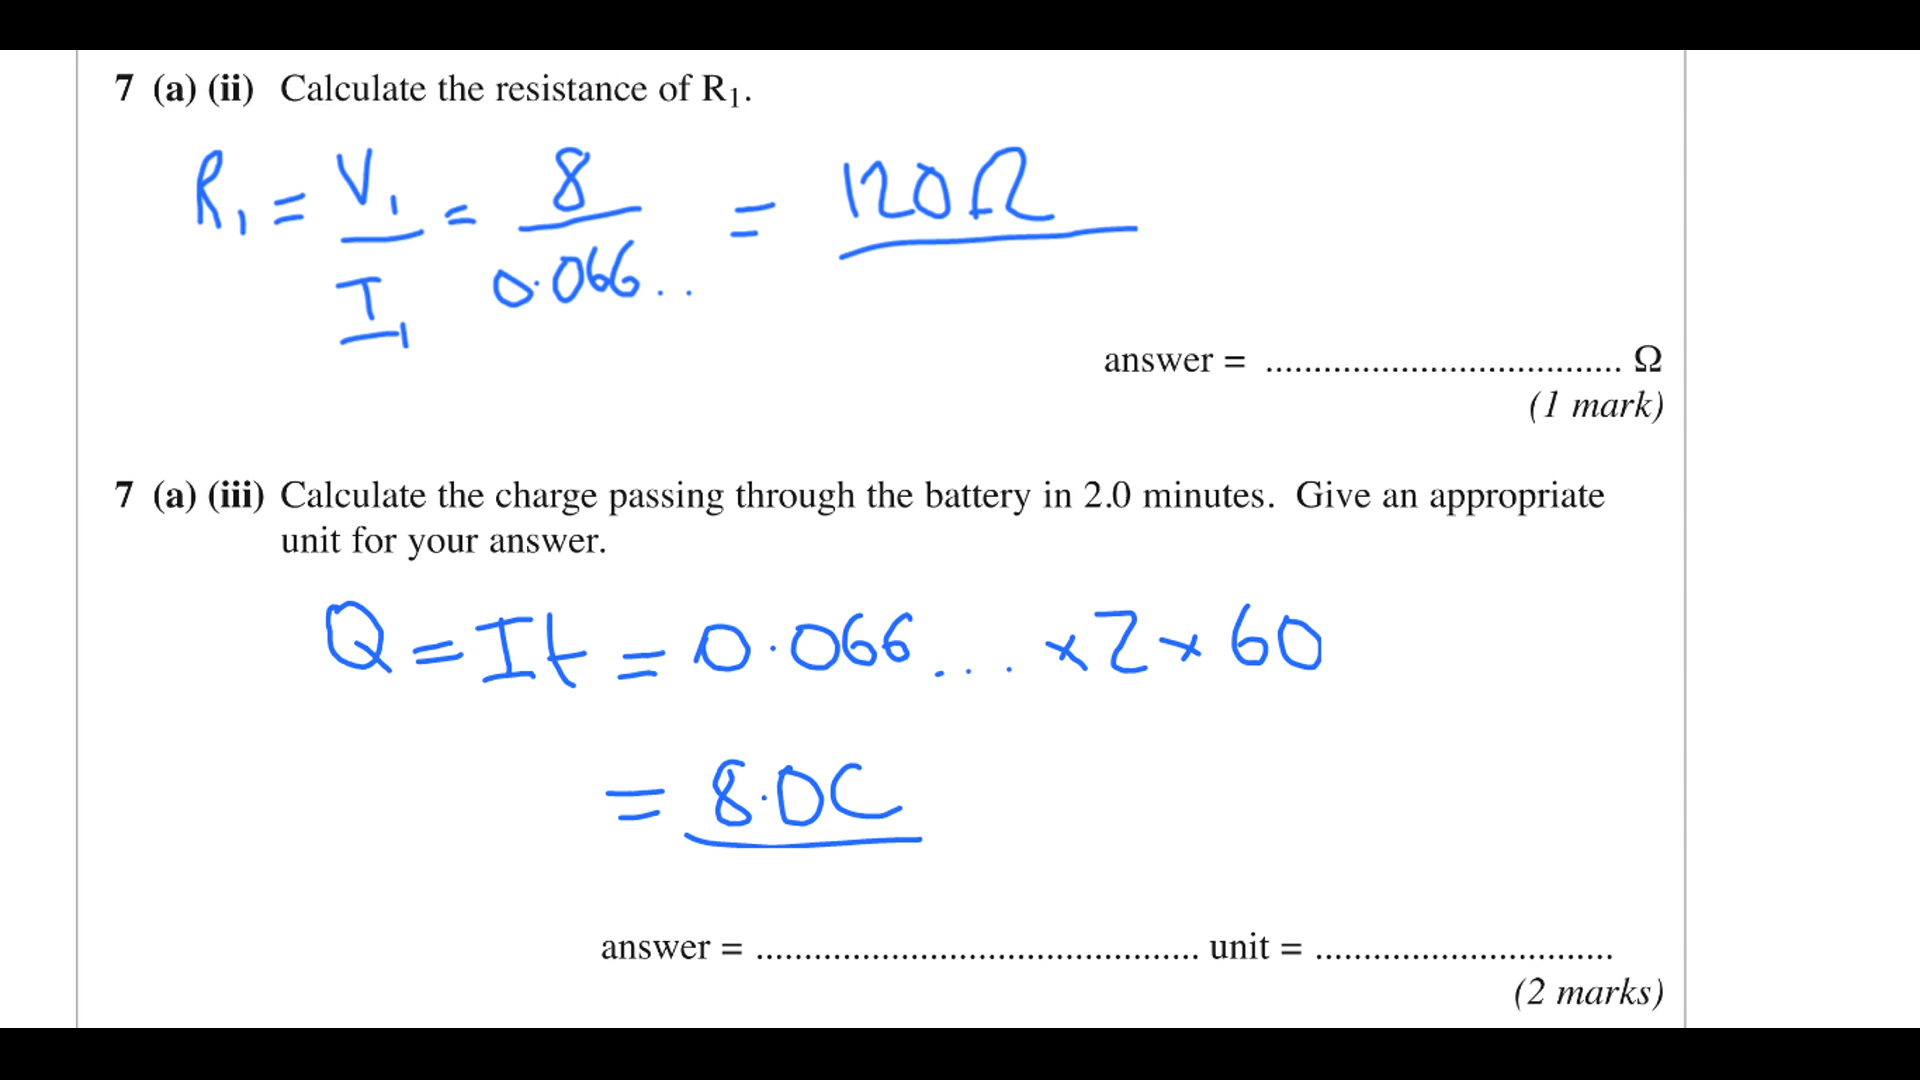 7 (a) (ii) Calculate the resistance of R₁.
R₁ = V₁/I₁ = 8/0.066.. = 120Ω
answer = ..................................... Ω
(1 mark)
7 (a) (iii) Calculate the charge passing through the battery in 2.0 minutes. Give an appropriate
unit for your answer.
Q = It = 0.066... × 2 × 60
= 8.0C
answer = .............................................. unit = ...............................
(2 marks)